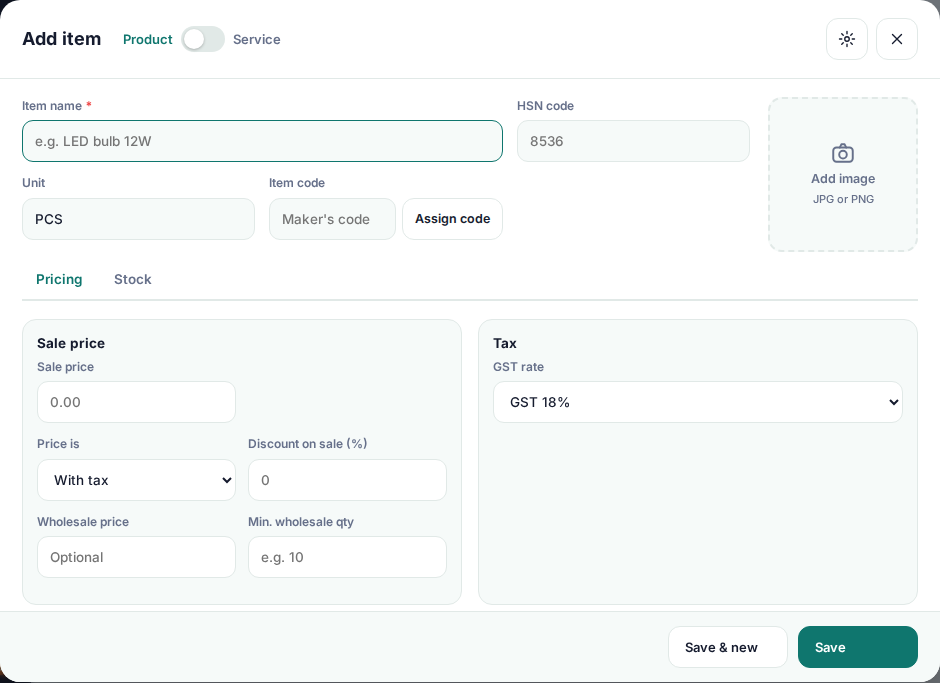 Add item
Product
Service
Item name *
HSN code
e.g. LED bulb 12W
8536
Add image
JPG or PNG
Unit
Item code
PCS
Maker's code
Assign code
Pricing
Stock
Sale price
Sale price
0.00
Price is
Discount on sale (%)
With tax
0
Wholesale price
Min. wholesale qty
Optional
e.g. 10
Tax
GST rate
GST 18%
Save & new
Save